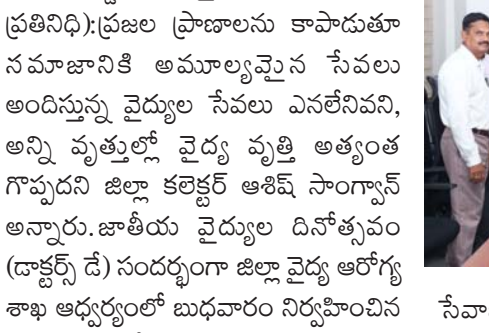 ప్రతినిధి):ప్రజల ప్రాణాలను కాపాడుతూ
సమాజానికి అమూల్యమైన సేవలు
అందిస్తున్న వైద్యుల సేవలు ఎనలేనివని,
అన్ని వృత్తుల్లో వైద్య వృత్తి అత్యంత
గొప్పదని జిల్లా కలెక్టర్ ఆశిష్ సాంగ్వాన్
అన్నారు.జాతీయ వైద్యుల దినోత్సవం
(డాక్టర్స్ డే) సందర్భంగా జిల్లా వైద్య ఆరోగ్య
శాఖ ఆధ్వర్యంలో బుధవారం నిర్వహించిన
సేవా